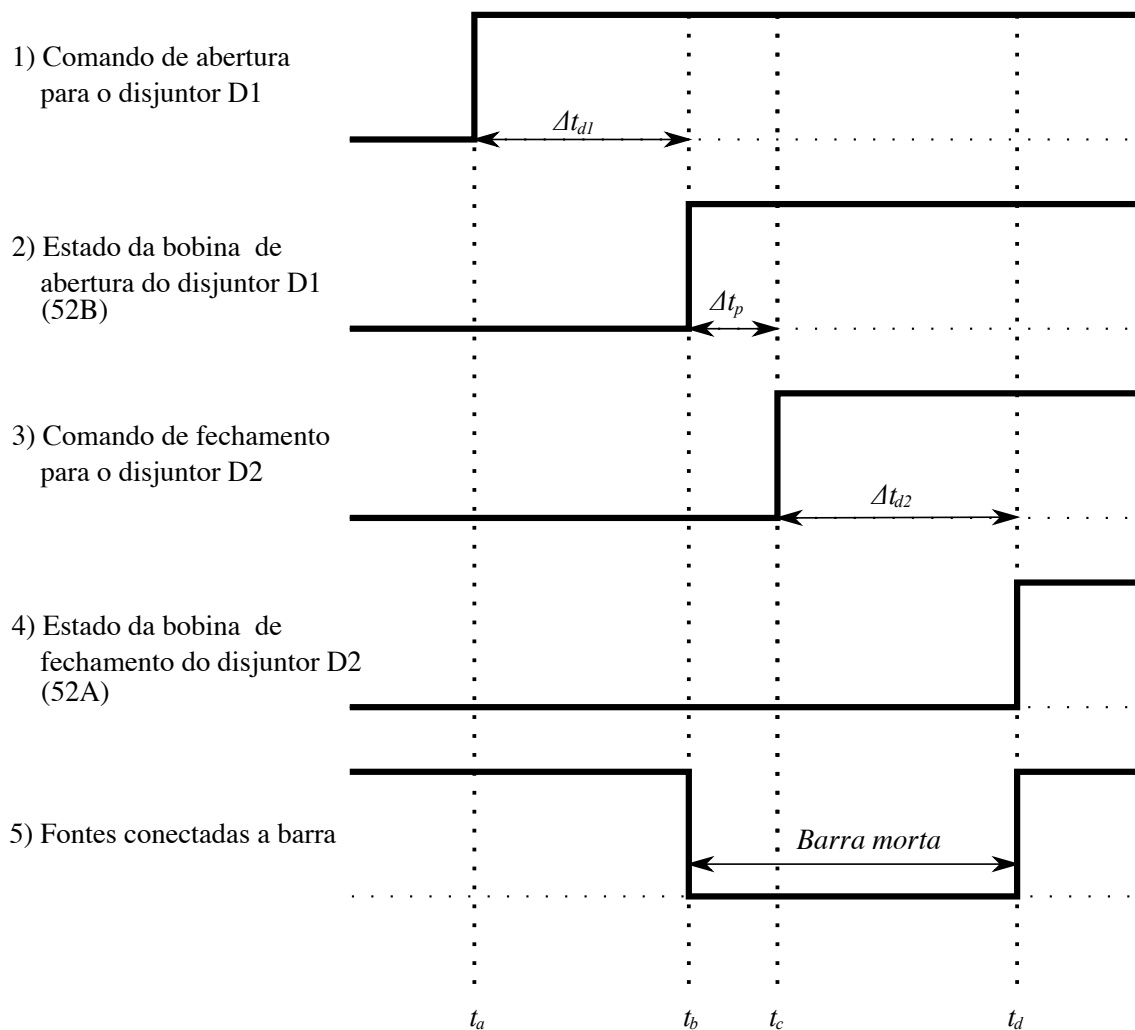 1) Comando de abertura
para o disjuntor D1
Δtd1
2) Estado da bobina de
abertura do disjuntor D1
(52B)
Δtp
3) Comando de fechamento
para o disjuntor D2
Δtd2
4) Estado da bobina de
fechamento do disjuntor D2
(52A)
5) Fontes conectadas a barra
Barra morta
ta tb tc td